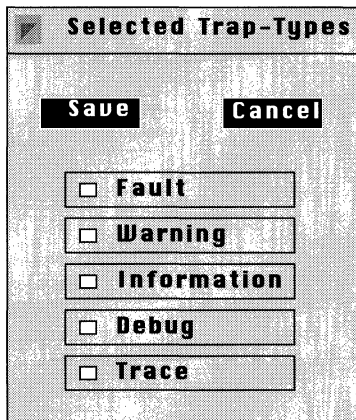 Selected Trap-Types
Save Cancel
Fault
Warning
Information
Debug
Trace